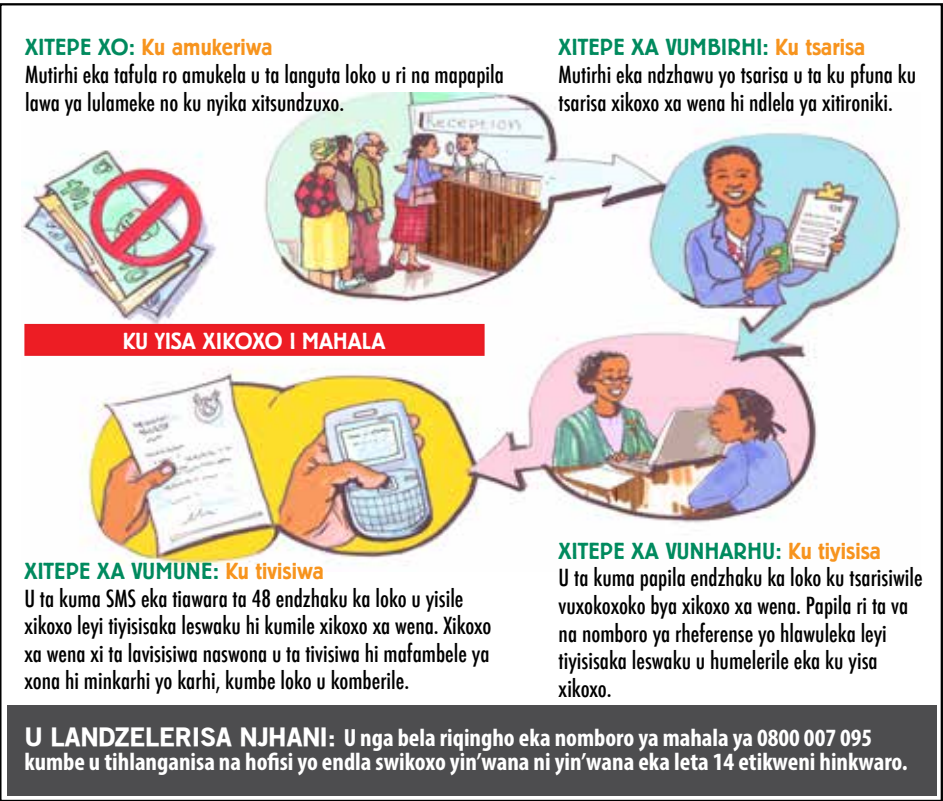 XITEPE XO: Ku amukeriwa
Mutirhi eka tafula ro amukela u ta languta loko u ri na mapapila
lawa ya lulameke no ku nyika xitsundzuxo.
Reception
XITEPE XA VUMBIRHI: Ku tsarisa
Mutirhi eka ndzhawu yo tsarisa u ta ku pfuna ku
tsarisa xikoxo xa wena hi ndlela ya xitironiki.
KU YISA XIKOXO I MAHALA
XITEPE XA VUNHARHU: Ku tiyisisa
U ta kuma papila endzhaku ka loko ku tsarisiwile
vuxokoxoko bya xikoxo xa wena. Papila ri ta va
na nomboro ya rheferense yo hlawuleka leyi
tiyisisaka leswaku u humelerile eka ku yisa
xikoxo.
XITEPE XA VUMUNE: Ku tivisiwa
U ta kuma SMS eka tiawara ta 48 endzhaku ka loko u yisile
xikoxo leyi tiyisisaka leswaku hi kumile xikoxo xa wena. Xikoxo
xa wena xi ta lavisisiwa naswona u ta tivisiwa hi mafambele ya
xona hi minkarhi yo karhi, kumbe loko u komberile.
U LANDZELERISA NJHANI: U nga bela riqingho eka nomboro ya mahala ya 0800 007 095
kumbe u tihlanganisa na hofisi yo endla swikoxo yin'wana ni yin'wana eka leta 14 etikweni hinkwaro.